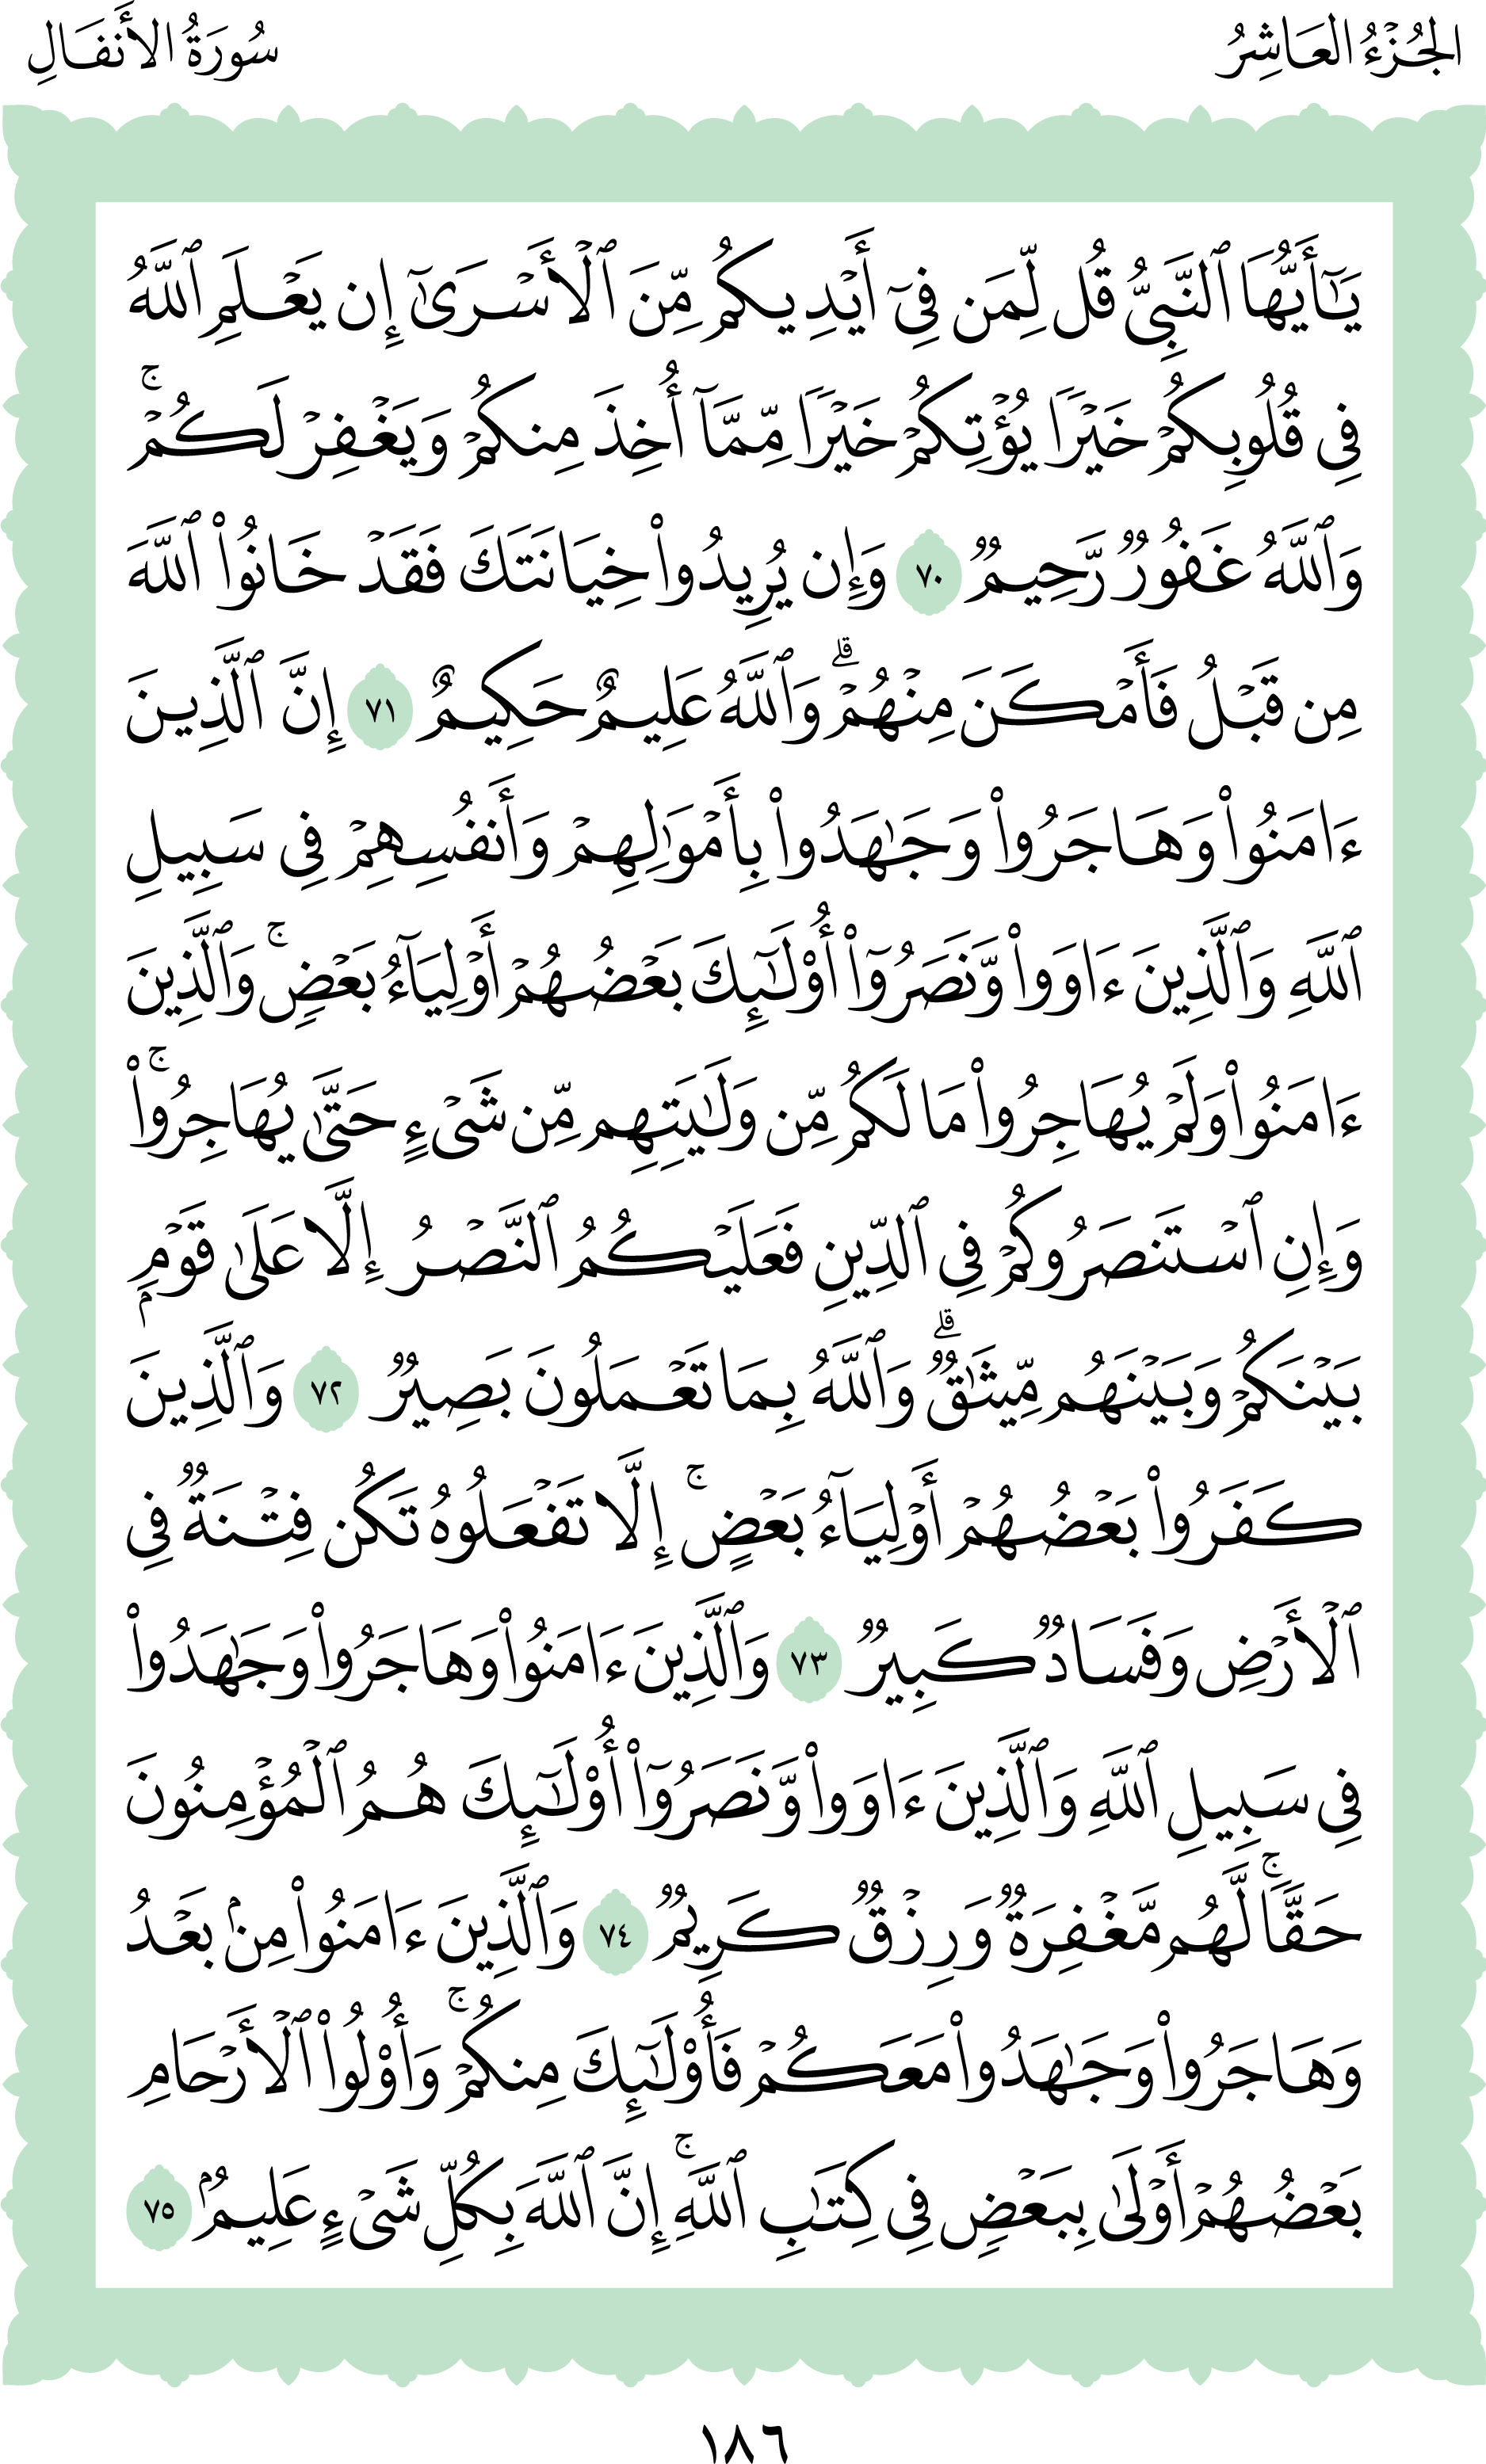 الجُزْءُ العَاشِرُ
سُورَةُ الأَنفَالِ
يَـٰٓأَيُّهَا ٱلنَّبِىُّ قُل لِّمَن فِىٓ أَيْدِيكُم مِّنَ ٱلْأَسْرَىٰٓ إِن يَعْلَمِ ٱللَّهُ
فِى قُلُوبِكُمْ خَيْرًا يُؤْتِكُمْ خَيْرًا مِّمَّآ أُخِذَ مِنكُمْ وَيَغْفِرْ لَكُمْ ۚ
وَٱللَّهُ غَفُورٌ رَّحِيمٌ ٧٠ وَإِن يُرِيدُوا۟ خِيَانَتَكَ فَقَدْ خَانُوا۟ ٱللَّهَ
مِن قَبْلُ فَأَمْكَنَ مِنْهُمْ ۗ وَٱللَّهُ عَلِيمٌ حَكِيمٌ ٧١ إِنَّ ٱلَّذِينَ
ءَامَنُوا۟ وَهَاجَرُوا۟ وَجَـٰهَدُوا۟ بِأَمْوَٰلِهِمْ وَأَنفُسِهِمْ فِى سَبِيلِ
ٱللَّهِ وَٱلَّذِينَ ءَاوَوا۟ وَّنَصَرُوٓا۟ أُو۟لَـٰٓئِكَ بَعْضُهُمْ أَوْلِيَآءُ بَعْضٍ ۚ وَٱلَّذِينَ
ءَامَنُوا۟ وَلَمْ يُهَاجِرُوا۟ مَا لَكُم مِّن وَلَـٰيَتِهِم مِّن شَىْءٍ حَتَّىٰ يُهَاجِرُوا۟ ۚ
وَإِنِ ٱسْتَنصَرُوكُمْ فِى ٱلدِّينِ فَعَلَيْكُمُ ٱلنَّصْرُ إِلَّا عَلَىٰ قَوْمٍۭ
بَيْنَكُمْ وَبَيْنَهُم مِّيثَـٰقٌ ۗ وَٱللَّهُ بِمَا تَعْمَلُونَ بَصِيرٌ ٧٢ وَٱلَّذِينَ
كَفَرُوا۟ بَعْضُهُمْ أَوْلِيَآءُ بَعْضٍ ۚ إِلَّا تَفْعَلُوهُ تَكُن فِتْنَةٌ فِى
ٱلْأَرْضِ وَفَسَادٌ كَبِيرٌ ٧٣ وَٱلَّذِينَ ءَامَنُوا۟ وَهَاجَرُوا۟ وَجَـٰهَدُوا۟
فِى سَبِيلِ ٱللَّهِ وَٱلَّذِينَ ءَاوَوا۟ وَّنَصَرُوٓا۟ أُو۟لَـٰٓئِكَ هُمُ ٱلْمُؤْمِنُونَ
حَقًّا ۚ لَّهُم مَّغْفِرَةٌ وَرِزْقٌ كَرِيمٌ ٧٤ وَٱلَّذِينَ ءَامَنُوا۟ مِنۢ بَعْدُ
وَهَاجَرُوا۟ وَجَـٰهَدُوا۟ مَعَكُمْ فَأُو۟لَـٰٓئِكَ مِنكُمْ ۚ وَأُو۟لُوا۟ ٱلْأَرْحَامِ
بَعْضُهُمْ أَوْلَىٰ بِبَعْضٍ فِى كِتَـٰبِ ٱللَّهِ ۚ إِنَّ ٱللَّهَ بِكُلِّ شَىْءٍ عَلِيمٌۢ ٧٥
١٨٦